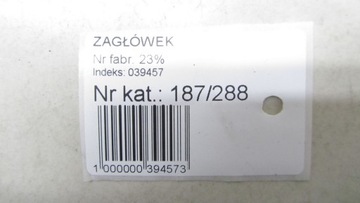 ZAGŁÓWEK
Nr fabr. 23%
Indeks: 039457
Nr kat.: 187/288
1 000000 394573